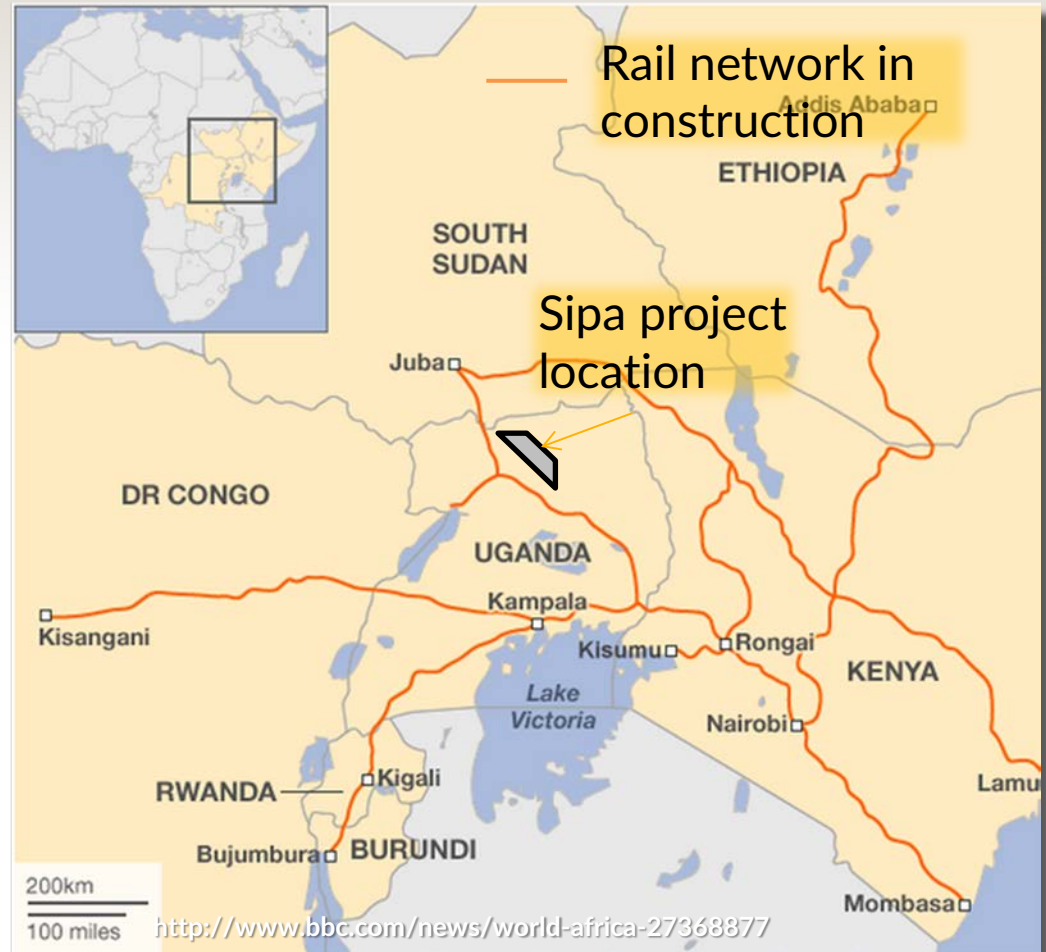 Rail network in
construction
Addis Ababa
ETHIOPIA
SOUTH
SUDAN
Sipa project
location
Juba
DR CONGO
UGANDA
Kampala
Kisangani
Kisumu
Rongai
KENYA
Lake
Victoria
Nairobi
Kigali
RWANDA
Lamu
Bujumbura
BURUNDI
200km
100 miles
Mombasa
http://www.bbc.com/news/world-africa-27368877